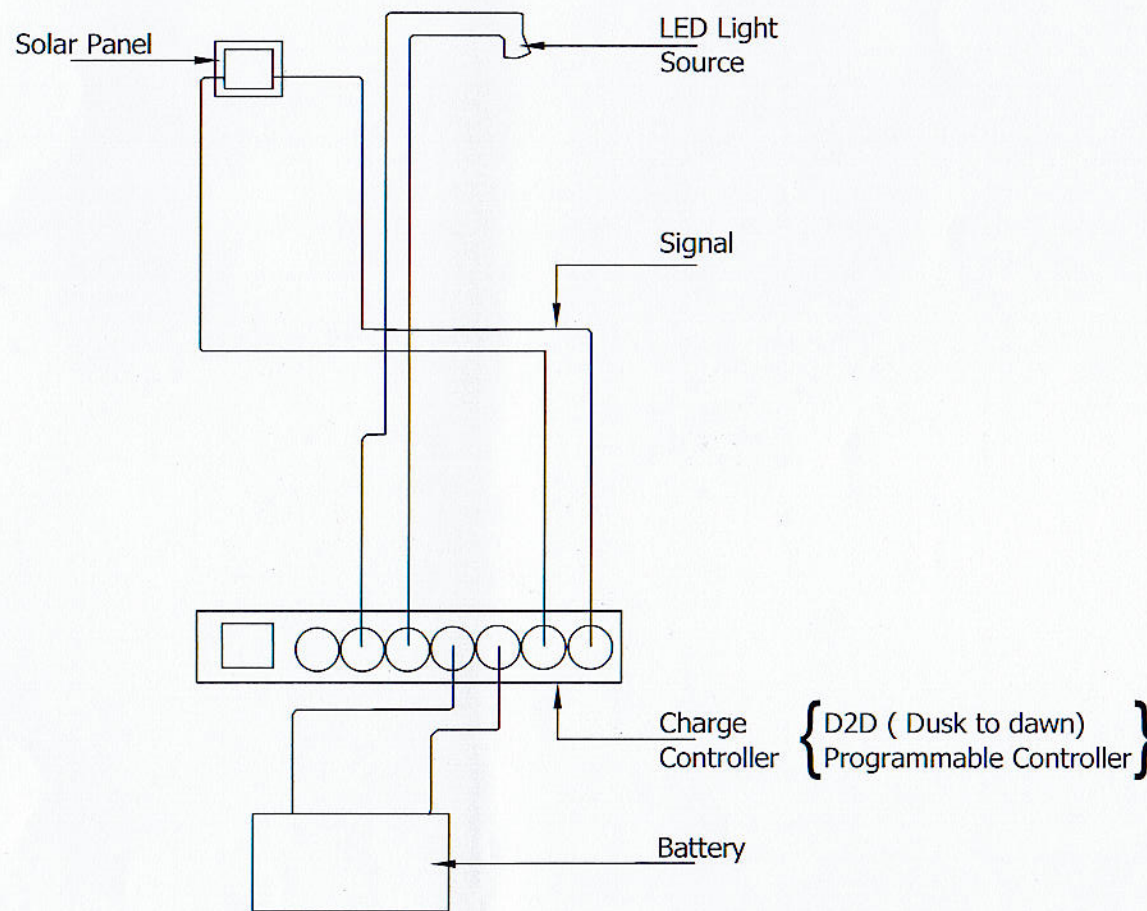 Solar Panel
LED Light
Source
Signal
Charge
Controller
{ D2D ( Dusk to dawn) }
Programmable Controller
Battery